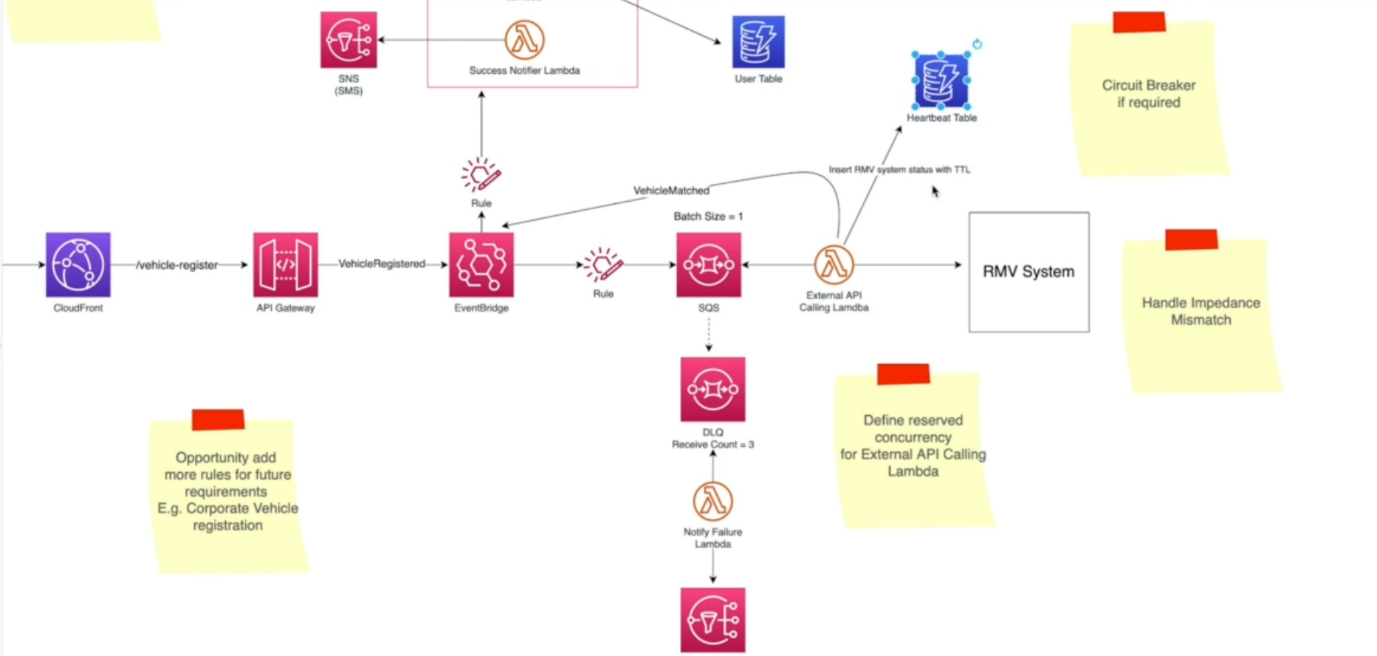 Success Notifier Lambda
SNS
(SMS)
User Table
Heartbeat Table
Circuit Breaker
if required
Insert RMV system status with TTL
VehicleMatched
Rule
Batch Size = 1
/vehicle-register
VehicleRegistered
RMV System
CloudFront
API Gateway
EventBridge
Rule
SQS
External API
Calling Lamdba
Handle Impedance
Mismatch
DLQ
Receive Count = 3
Define reserved
concurrency
for External API Calling
Lambda
Opportunity add
more rules for future
requirements
E.g. Corporate Vehicle
registration
Notify Failure
Lambda